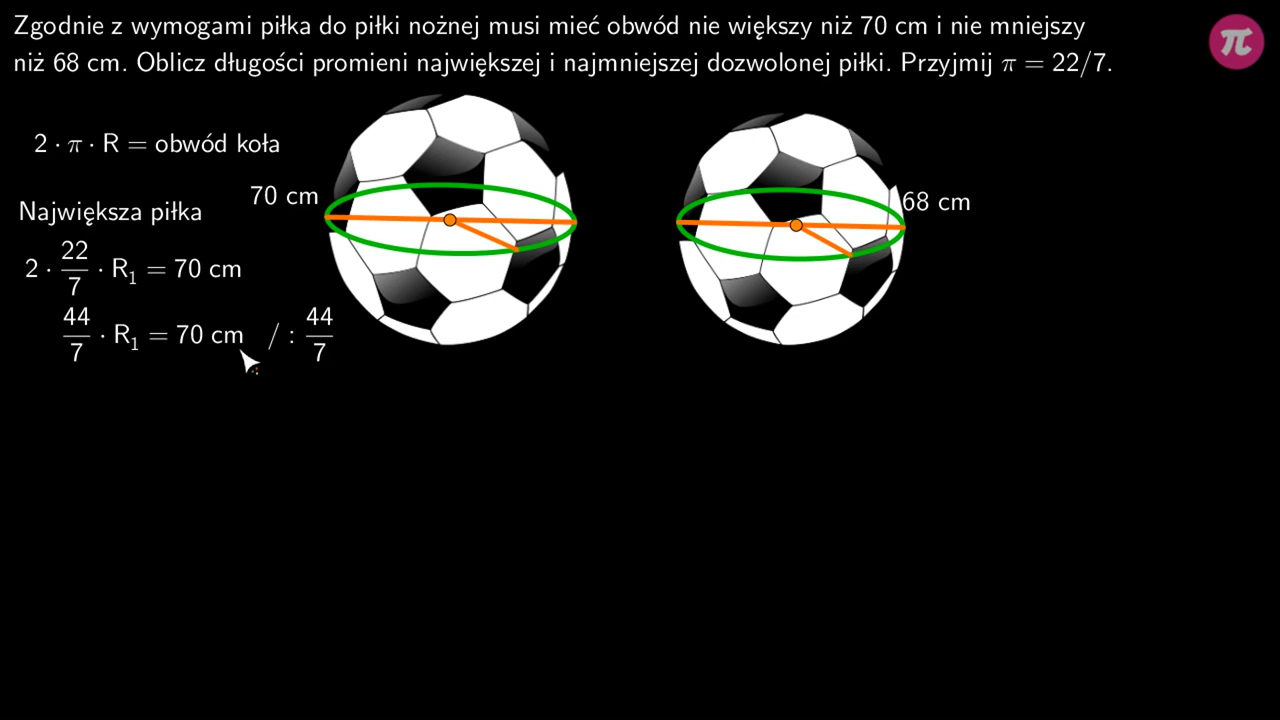 Zgodnie z wymogami piłka do piłki nożnej musi mieć obwód nie większy niż 70 cm i nie mniejszy
niż 68 cm. Oblicz długości promieni największej i najmniejszej dozwolonej piłki. Przyjmij π = 22/7.
π
2 · π · R = obwód koła
70 cm
68 cm
Największa piłka
2 · 22/7 · R₁ = 70 cm
44/7 · R₁ = 70 cm / : 44/7